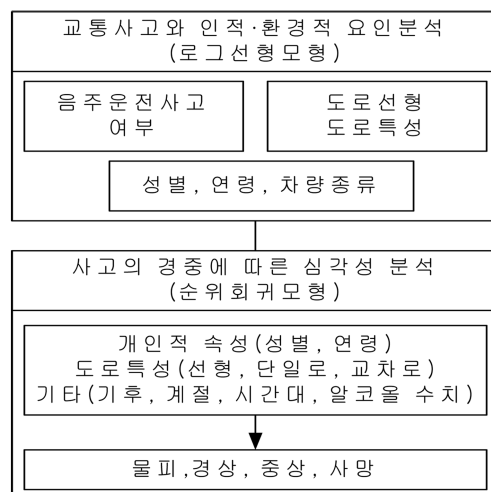 교통사고와 인적·환경적 요인분석
(로그선형모형)
음주운전사고
여부
도로선형
도로특성
성별, 연령, 차량종류
사고의 경중에 따른 심각성 분석
(순위회귀모형)
개인적 속성(성별, 연령)
도로특성(선형, 단일로, 교차로)
기타(기후, 계절, 시간대, 알코올 수치)
물피,경상, 중상, 사망